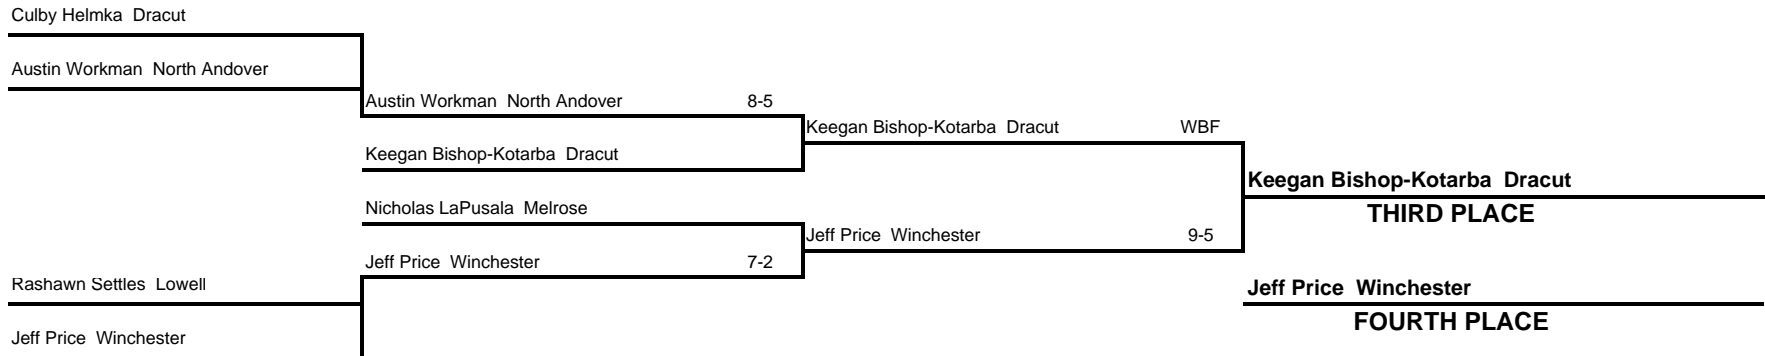 Culby Helmka  Dracut
Austin Workman  North Andover
Austin Workman  North Andover 8-5
Keegan Bishop-Kotarba  Dracut WBF
Keegan Bishop-Kotarba  Dracut
Keegan Bishop-Kotarba  Dracut
THIRD PLACE
Nicholas LaPusala  Melrose
Jeff Price  Winchester 9-5
Jeff Price  Winchester 7-2
Rashawn Settles  Lowell
Jeff Price  Winchester
FOURTH PLACE
Jeff Price  Winchester